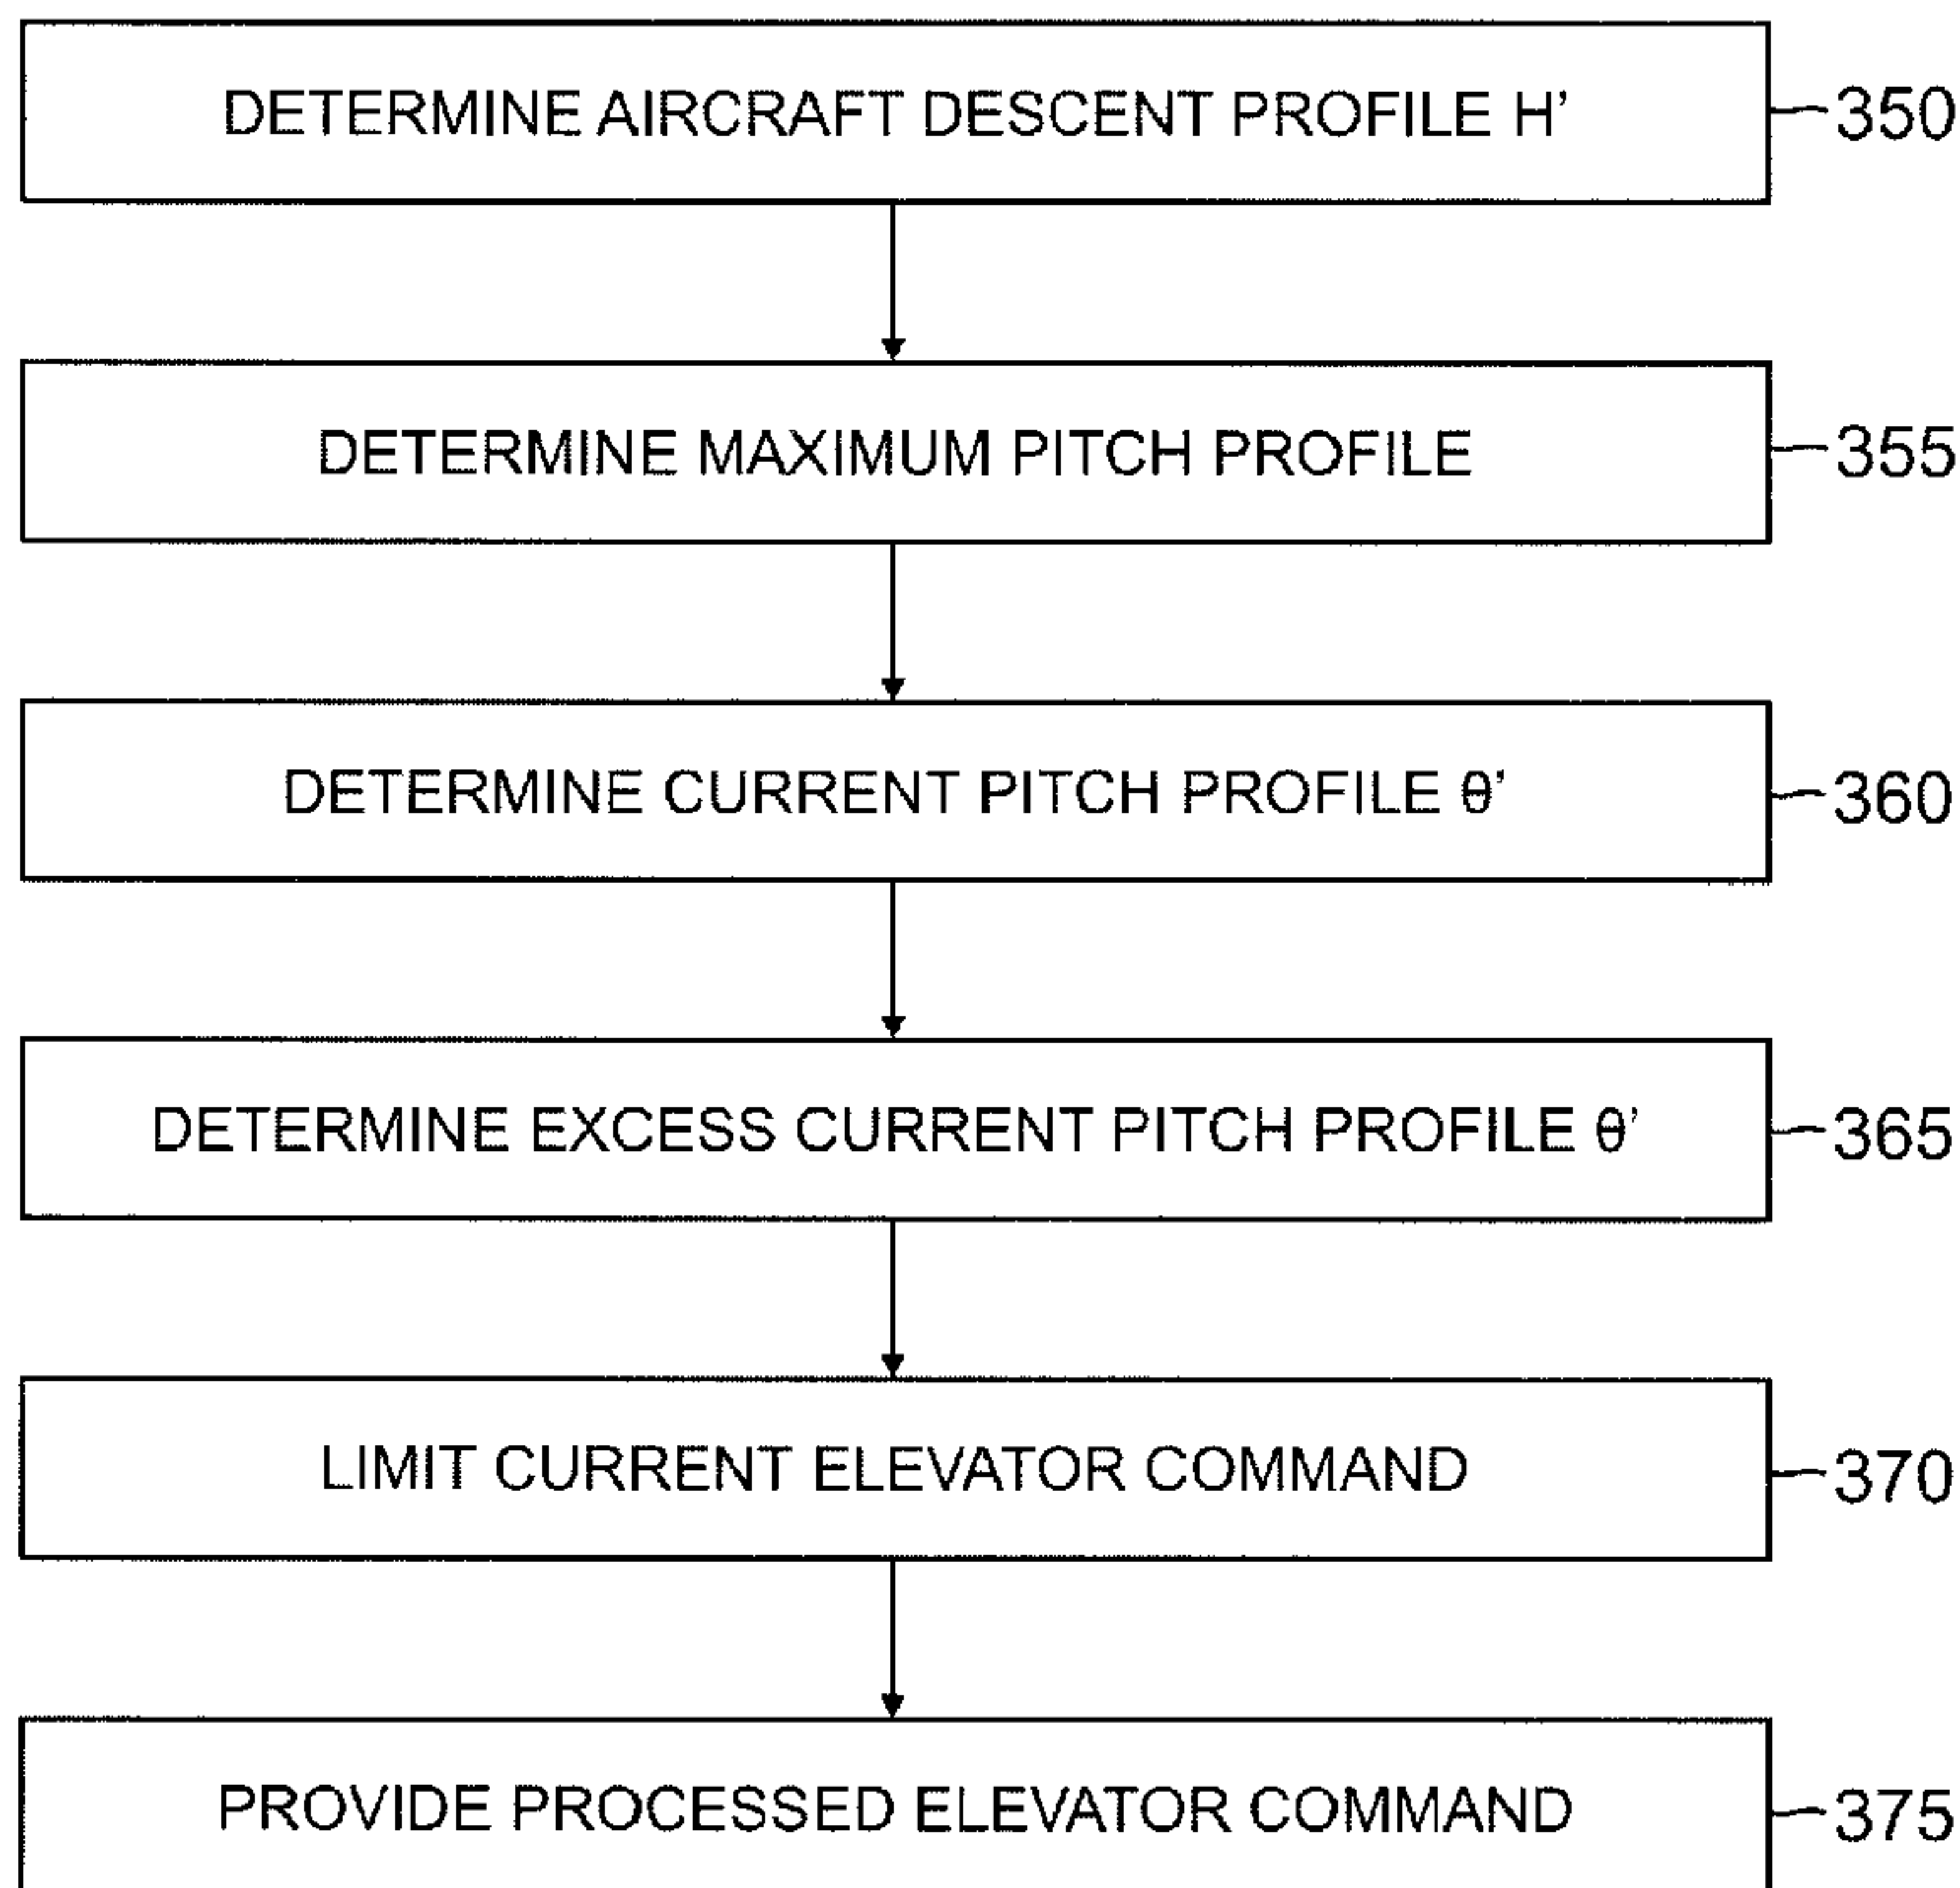 DETERMINE AIRCRAFT DESCENT PROFILE H’ 350
DETERMINE MAXIMUM PITCH PROFILE 355
DETERMINE CURRENT PITCH PROFILE θ’ 360
DETERMINE EXCESS CURRENT PITCH PROFILE θ’ 365
LIMIT CURRENT ELEVATOR COMMAND 370
PROVIDE PROCESSED ELEVATOR COMMAND 375